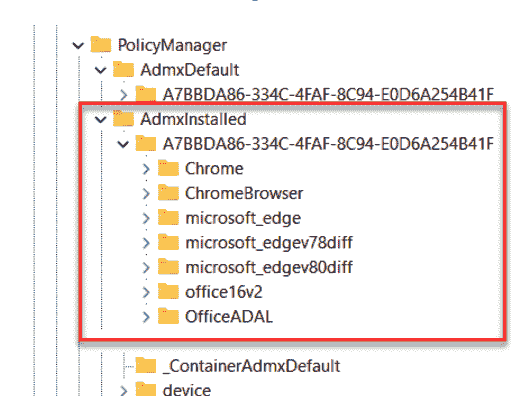 PolicyManager
AdmxDefault
A7BBDA86-334C-4FAF-8C94-E0D6A254B41F
AdmxInstalled
A7BBDA86-334C-4FAF-8C94-E0D6A254B41F
Chrome
ChromeBrowser
microsoft_edge
microsoft_edgev78diff
microsoft_edgev80diff
office16v2
OfficeADAL
_ContainerAdmxDefault
device